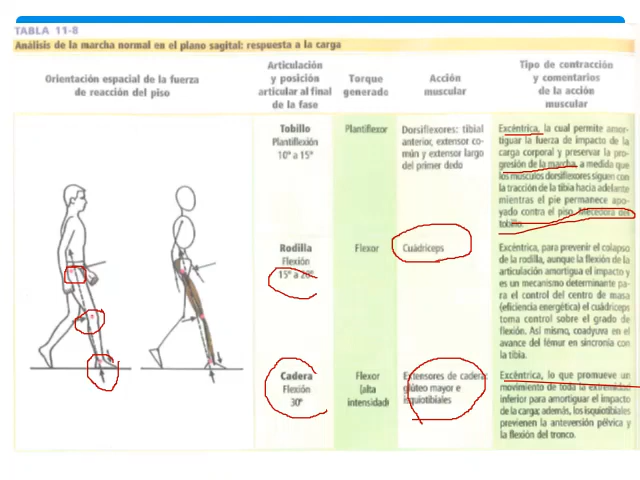 TABLA 11-8
Análisis de la marcha normal en el plano sagital: respuesta a la carga
Orientación espacial de la fuerza
de reacción del piso
Articulación
y posición
articular al final
de la fase
Torque
generado
Acción
muscular
Tipo de contracción
y comentarios
de la acción
muscular
Tobillo
Plantiflexión
10° a 15°
Plantiflexor
Dorsiflexores: tibial
anterior, extensor co-
mún y extensor largo
del primer dedo
Excéntrica, la cual permite amor-
tiguar la fuerza de impacto de la
carga corporal y preservar la pro-
gresión de la marcha, a medida que
los músculos dorsiflexores siguen con
la tracción de la tibia hacia adelante
mientras el pie permanece apo-
yado contra el piso. Mecedora del
tobillo.
Rodilla
Flexión
15° a 20°
Flexor
Cuádriceps
Excéntrica, para prevenir el colapso
de la rodilla, aunque la flexión de la
articulación amortigua el impacto y
es un mecanismo determinante pa-
ra el control del centro de masa
(eficiencia energética) el cuádriceps
toma control sobre el grado de
flexión. Así mismo, coadyuva en el
avance del fémur en sincronía con
la tibia.
Cadera
Flexión
30°
Flexor
(alta
intensidad)
Extensores de cadera:
glúteo mayor e
isquiotibiales
Excéntrica, lo que promueve un
movimiento de toda la extremidad
inferior para amortiguar el impacto
de la carga; además, los isquiotibiales
previenen la anteversión pélvica y
la flexión del tronco.